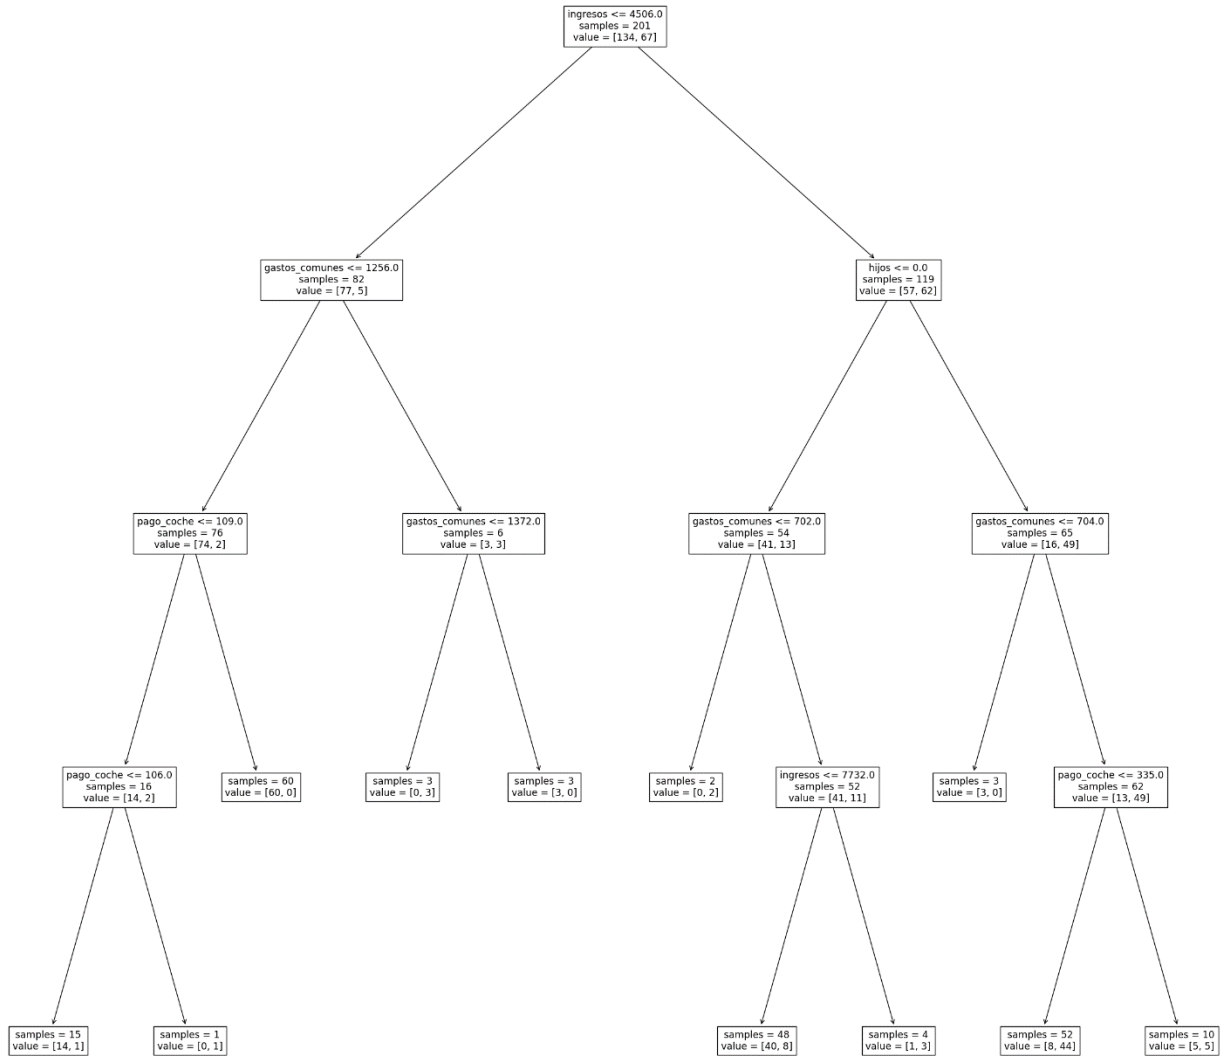 ingresos <= 4506.0
samples = 201
value = [134, 67]
gastos_comunes <= 1256.0
samples = 82
value = [77, 5]
hijos <= 0.0
samples = 119
value = [57, 62]
pago_coche <= 109.0
samples = 76
value = [74, 2]
gastos_comunes <= 1372.0
samples = 6
value = [3, 3]
gastos_comunes <= 702.0
samples = 54
value = [41, 13]
gastos_comunes <= 704.0
samples = 65
value = [16, 49]
pago_coche <= 106.0
samples = 16
value = [14, 2]
samples = 60
value = [60, 0]
samples = 3
value = [0, 3]
samples = 3
value = [3, 0]
samples = 2
value = [0, 2]
ingresos <= 7732.0
samples = 52
value = [41, 11]
samples = 3
value = [3, 0]
pago_coche <= 335.0
samples = 62
value = [13, 49]
samples = 15
value = [14, 1]
samples = 1
value = [0, 1]
samples = 48
value = [40, 8]
samples = 4
value = [1, 3]
samples = 52
value = [8, 44]
samples = 10
value = [5, 5]